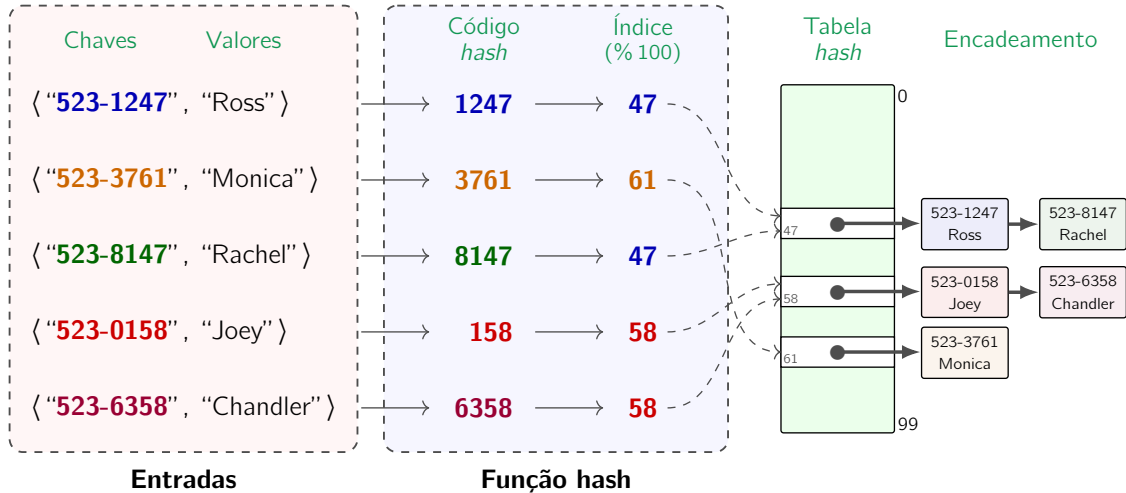 Chaves Valores
Código
hash
Índice
(% 100)
Tabela
hash
Encadeamento
⟨ “523-1247”, “Ross” ⟩ 1247 47
⟨ “523-3761”, “Monica” ⟩ 3761 61
⟨ “523-8147”, “Rachel” ⟩ 8147 47
⟨ “523-0158”, “Joey” ⟩ 158 58
⟨ “523-6358”, “Chandler” ⟩ 6358 58
0
47
58
61
99
523-1247
Ross
523-8147
Rachel
523-0158
Joey
523-6358
Chandler
523-3761
Monica
Entradas
Função hash